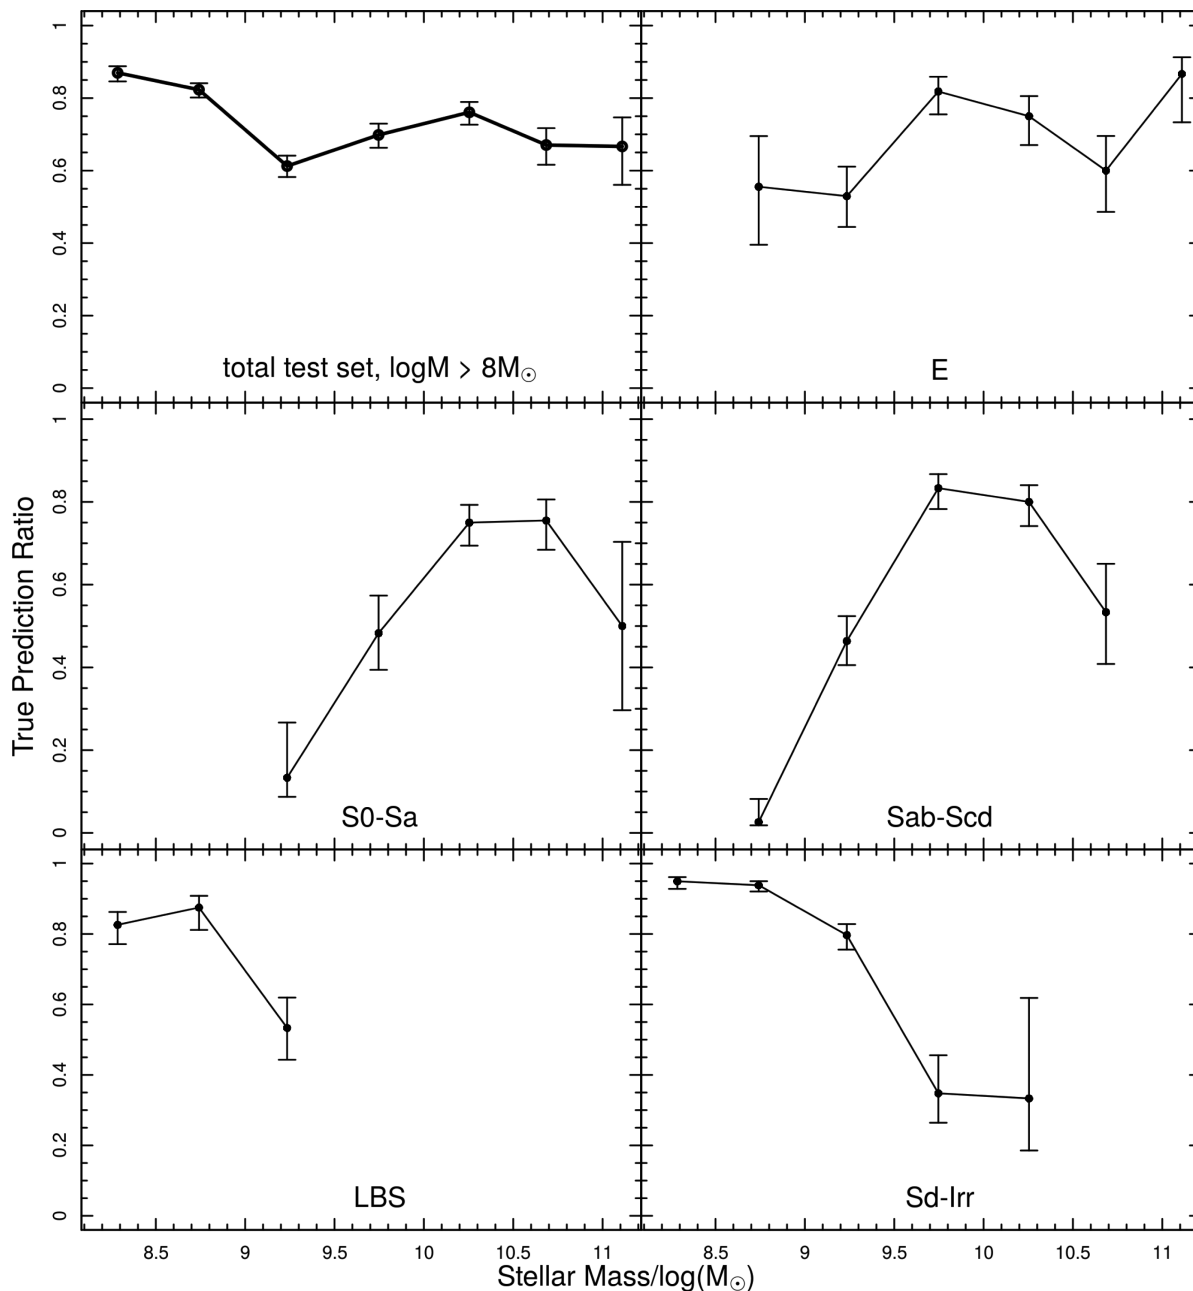 1
0.8
0.6
0.4
0.2
0
total test set, logM > 8M☉
E
1
0.8
0.6
0.4
0.2
0
S0-Sa
Sab-Scd
True Prediction Ratio
1
0.8
0.6
0.4
0.2
0
LBS
Sd-Irr
8.5 9 9.5 10 10.5 11
8.5 9 9.5 10 10.5 11
Stellar Mass/log(M☉)